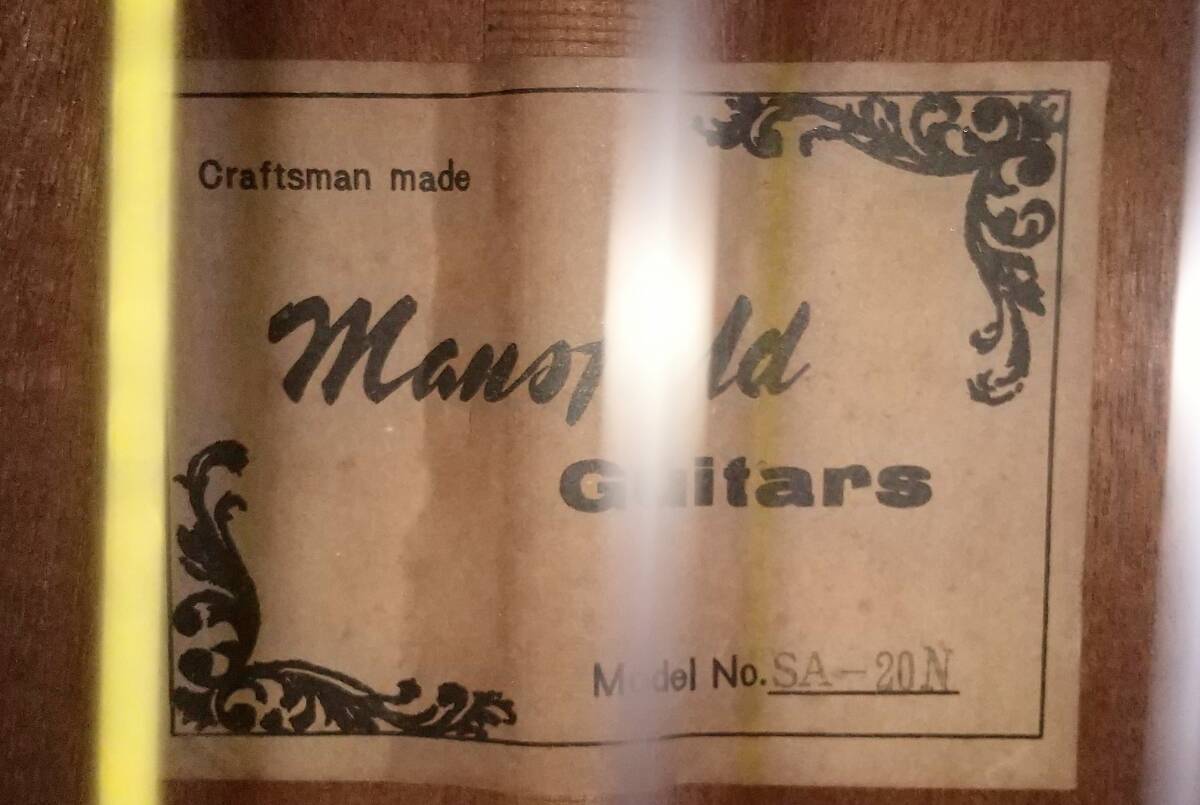 Craftsman made
Mansfield
Guitars
Model No. SA-20N